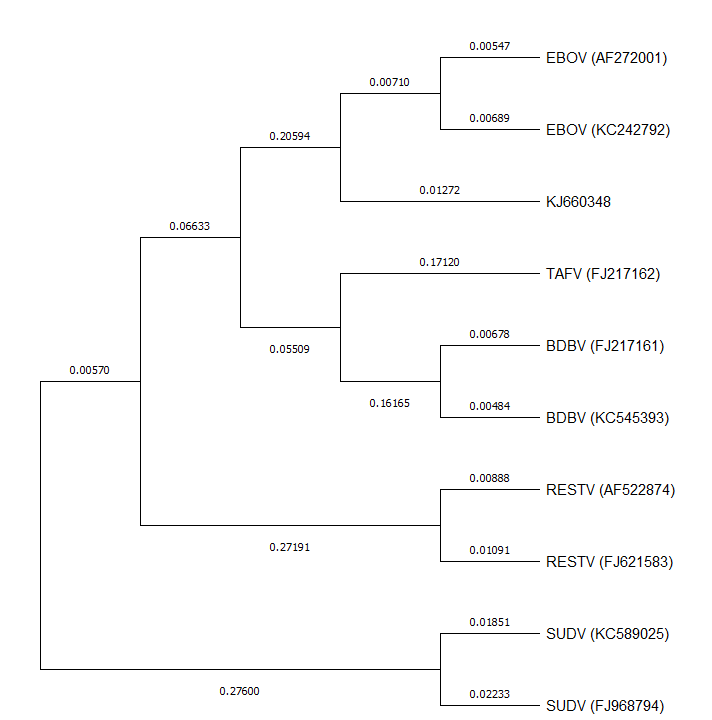 0.00547
EBOV (AF272001)
0.00710
0.00689
EBOV (KC242792)
0.20594
0.01272
KJ660348
0.06633
0.17120
TAFV (FJ217162)
0.00678
BDBV (FJ217161)
0.05509
0.00570
0.16165
0.00484
BDBV (KC545393)
0.00888
RESTV (AF522874)
0.27191
0.01091
RESTV (FJ621583)
0.01851
SUDV (KC589025)
0.27600
0.02233
SUDV (FJ968794)